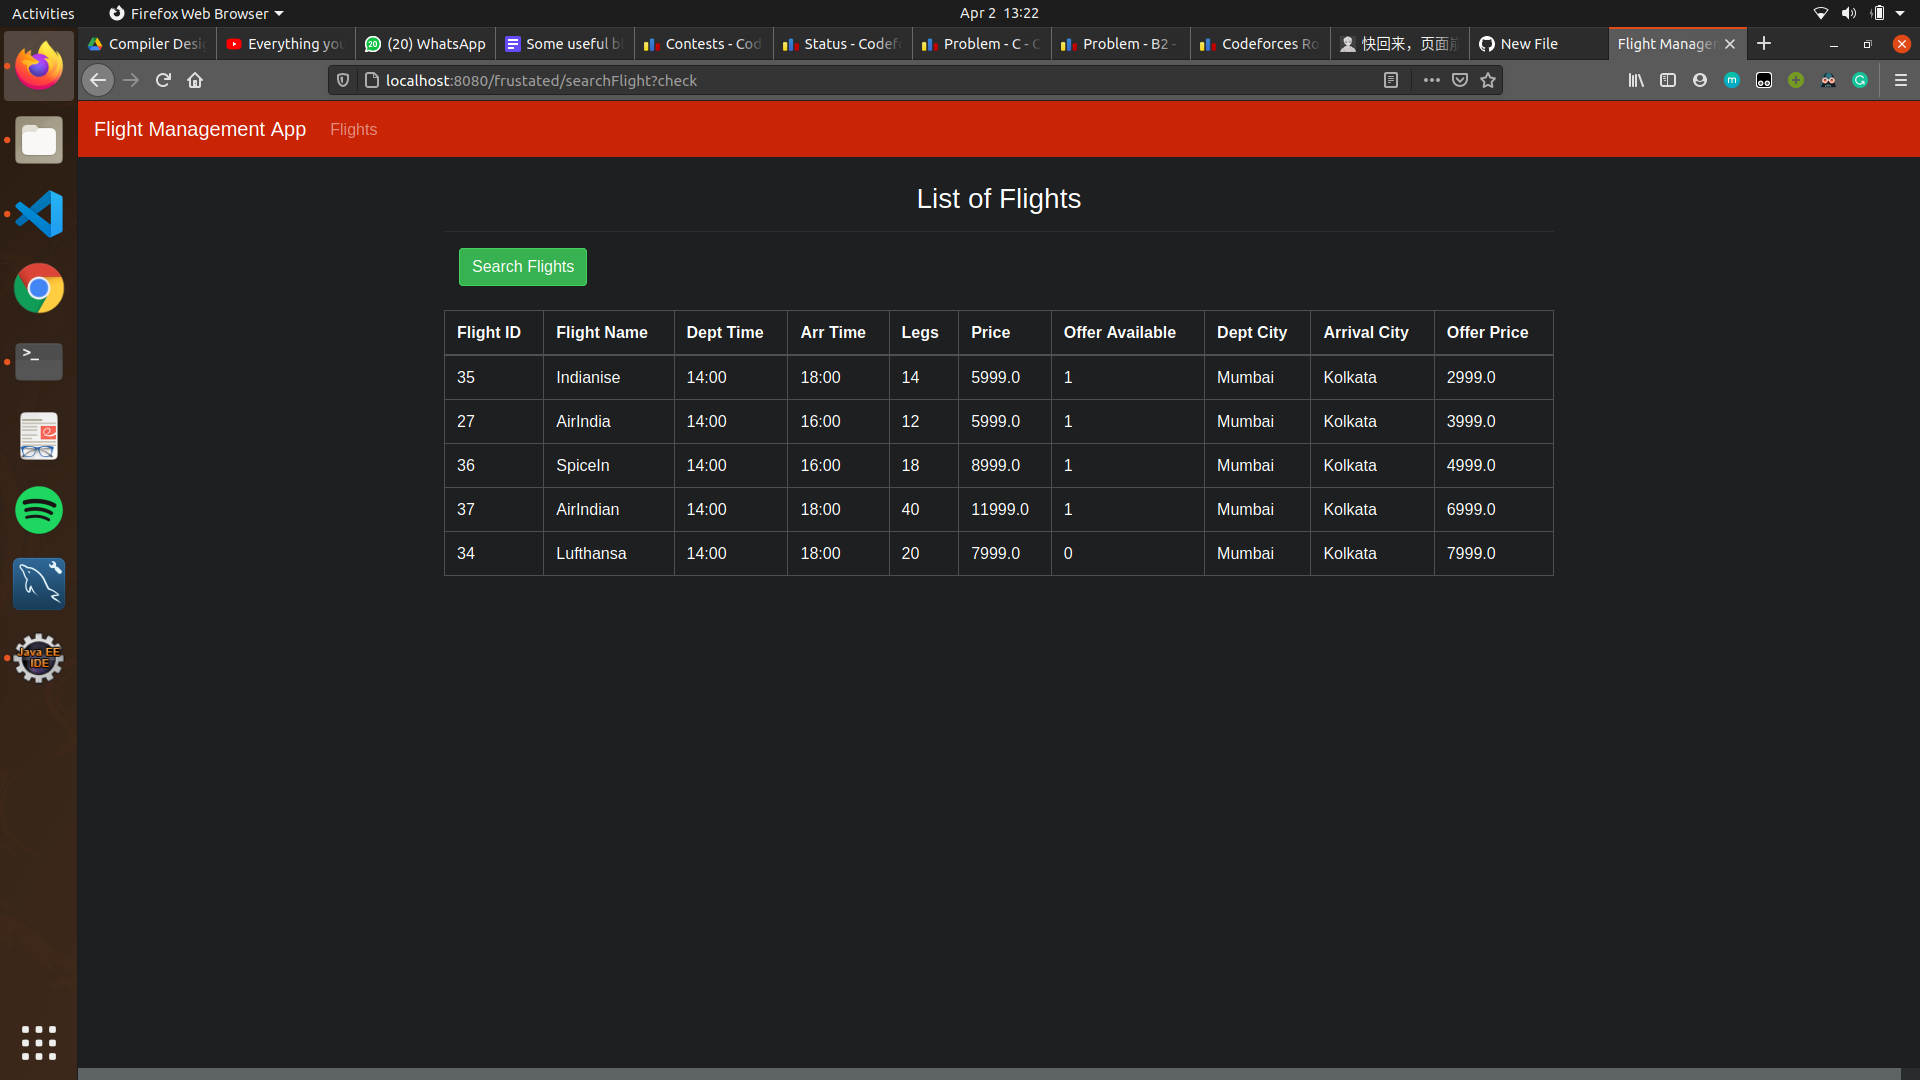 Activities Firefox Web Browser Apr 2 13:22
Compiler Desi Everything you (20) WhatsApp Some useful bl Contests - Cod Status - Codefo Problem - C - C Problem - B2 - Codeforces Ro 快回来，页面 New File Flight Manage
localhost:8080/frustated/searchFlight?check
Flight Management App Flights
List of Flights
Search Flights
Flight ID Flight Name Dept Time Arr Time Legs Price Offer Available Dept City Arrival City Offer Price
35 Indianise 14:00 18:00 14 5999.0 1 Mumbai Kolkata 2999.0
27 AirIndia 14:00 16:00 12 5999.0 1 Mumbai Kolkata 3999.0
36 SpiceIn 14:00 16:00 18 8999.0 1 Mumbai Kolkata 4999.0
37 AirIndian 14:00 18:00 40 11999.0 1 Mumbai Kolkata 6999.0
34 Lufthansa 14:00 18:00 20 7999.0 0 Mumbai Kolkata 7999.0
Java EE
IDE